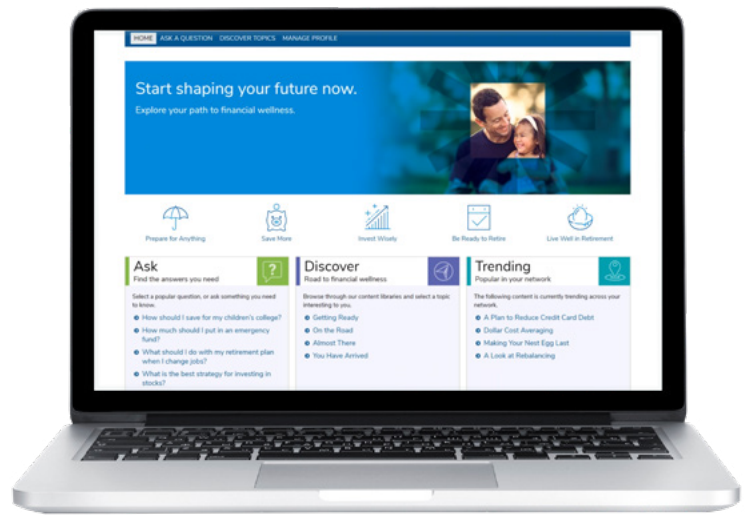 HOME ASK A QUESTION DISCOVER TOPICS MANAGE PROFILE
Start shaping your future now.
Explore your path to financial wellness.
Prepare for Anything
Save More
Invest Wisely
Be Ready to Retire
Live Well in Retirement
Ask
Find the answers you need
?
Select a popular question, or ask something you need
to know.
How should I save for my children's college?
How much should I put in an emergency
fund?
What should I do with my retirement plan
when I change jobs?
What is the best strategy for investing in
stocks?
Discover
Road to financial wellness
Browse through our content libraries and select a topic
interesting to you.
Getting Ready
On the Road
Almost There
You Have Arrived
Trending
Popular in your network
The following content is currently trending across your
network.
A Plan to Reduce Credit Card Debt
Dollar Cost Averaging
Making Your Nest Egg Last
A Look at Rebalancing